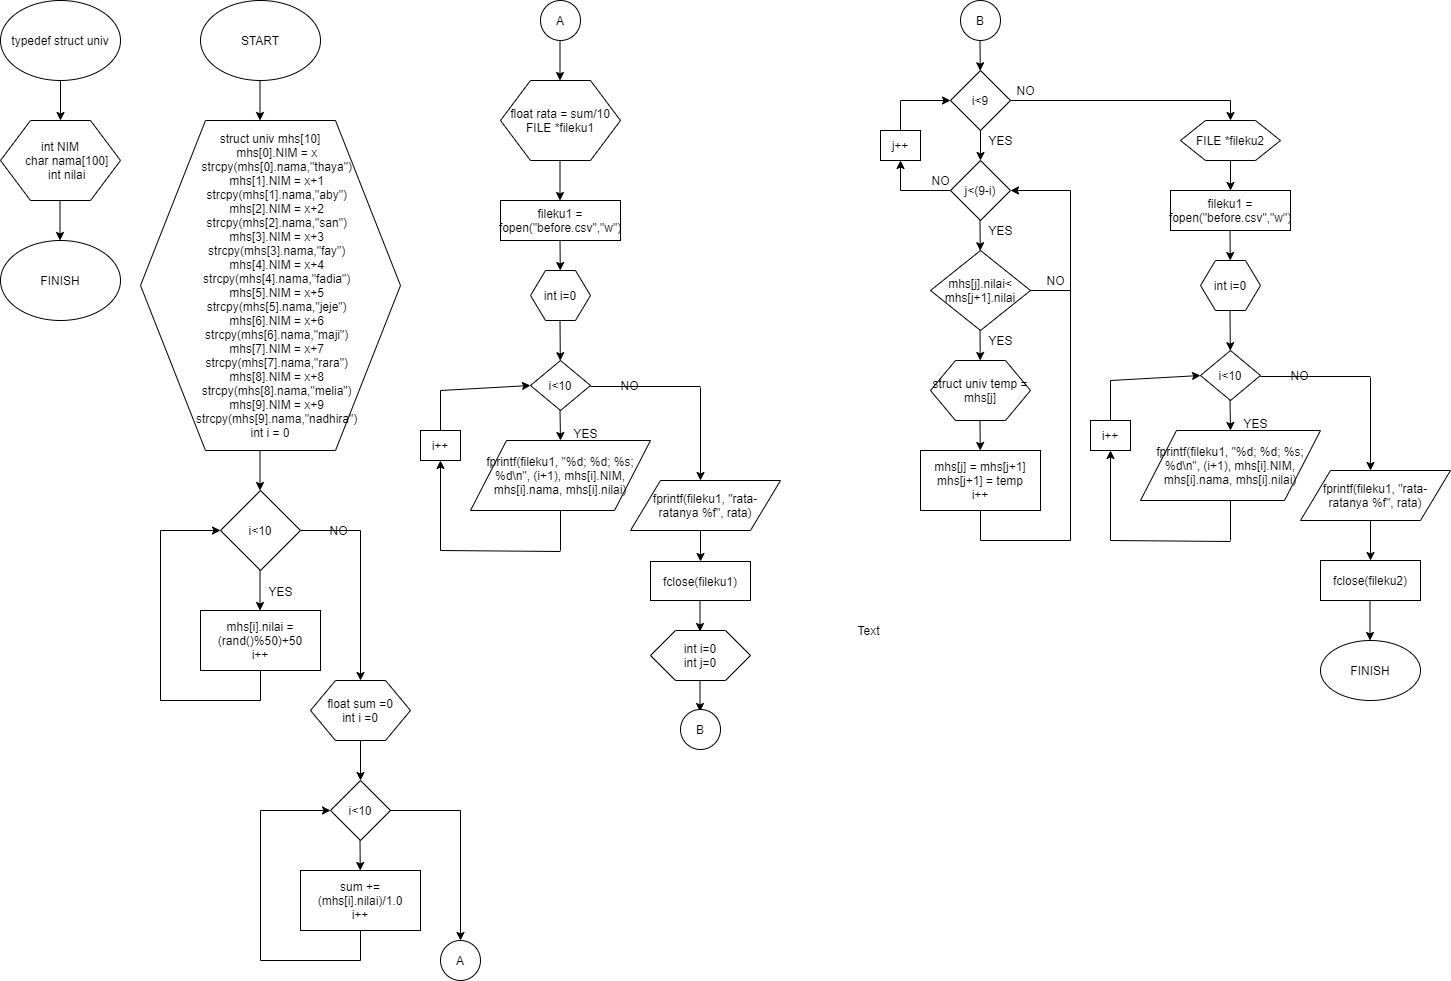 typedef struct univ
int NIM
char nama[100]
int nilai
FINISH
START
struct univ mhs[10]
mhs[0].NIM = x
strcpy(mhs[0].nama,"thaya")
mhs[1].NIM = x+1
strcpy(mhs[1].nama,"aby")
mhs[2].NIM = x+2
strcpy(mhs[2].nama,"san")
mhs[3].NIM = x+3
strcpy(mhs[3].nama,"fay")
mhs[4].NIM = x+4
strcpy(mhs[4].nama,"fadia")
mhs[5].NIM = x+5
strcpy(mhs[5].nama,"jeje")
mhs[6].NIM = x+6
strcpy(mhs[6].nama,"maji")
mhs[7].NIM = x+7
strcpy(mhs[7].nama,"rara")
mhs[8].NIM = x+8
strcpy(mhs[8].nama,"melia")
mhs[9].NIM = x+9
strcpy(mhs[9].nama,"nadhira")
int i = 0
i<10
NO
YES
mhs[i].nilai =
(rand()%50)+50
i++
float sum =0
int i =0
i<10
sum +=
(mhs[i].nilai)/1.0
i++
A
A
float rata = sum/10
FILE *fileku1
fileku1 =
fopen("before.csv","w")
int i=0
i<10
NO
YES
i++
fprintf(fileku1, "%d; %d; %s;
%d\n", (i+1), mhs[i].NIM,
mhs[i].nama, mhs[i].nilai)
fprintf(fileku1, "rata-
ratanya %f", rata)
fclose(fileku1)
int i=0
int j=0
B
B
i<9
NO
YES
j++
j<(9-i)
NO
YES
mhs[j].nilai<
mhs[j+1].nilai
NO
YES
struct univ temp =
mhs[j]
mhs[j] = mhs[j+1]
mhs[j+1] = temp
i++
Text
FILE *fileku2
fileku1 =
fopen("before.csv","w")
int i=0
i<10
NO
YES
i++
fprintf(fileku1, "%d; %d; %s;
%d\n", (i+1), mhs[i].NIM,
mhs[i].nama, mhs[i].nilai)
fprintf(fileku1, "rata-
ratanya %f", rata)
fclose(fileku2)
FINISH